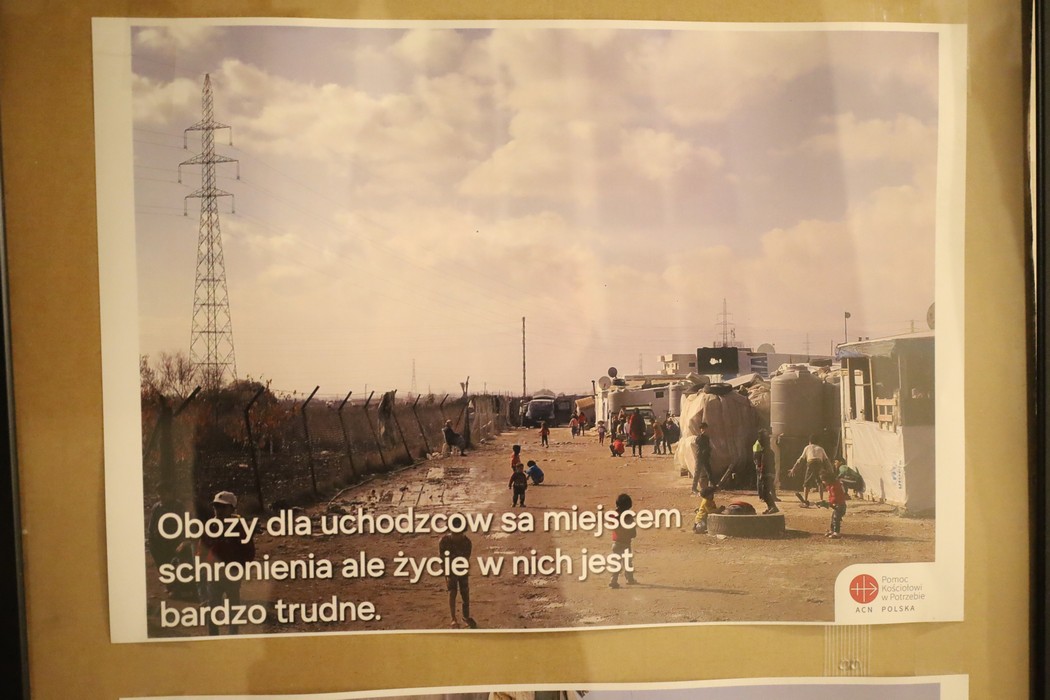 Obozy dla uchodzcow sa miejscem
schronienia ale życie w nich jest
bardzo trudne.
Pomoc
Kościołowi
w Potrzebie
ACN POLSKA